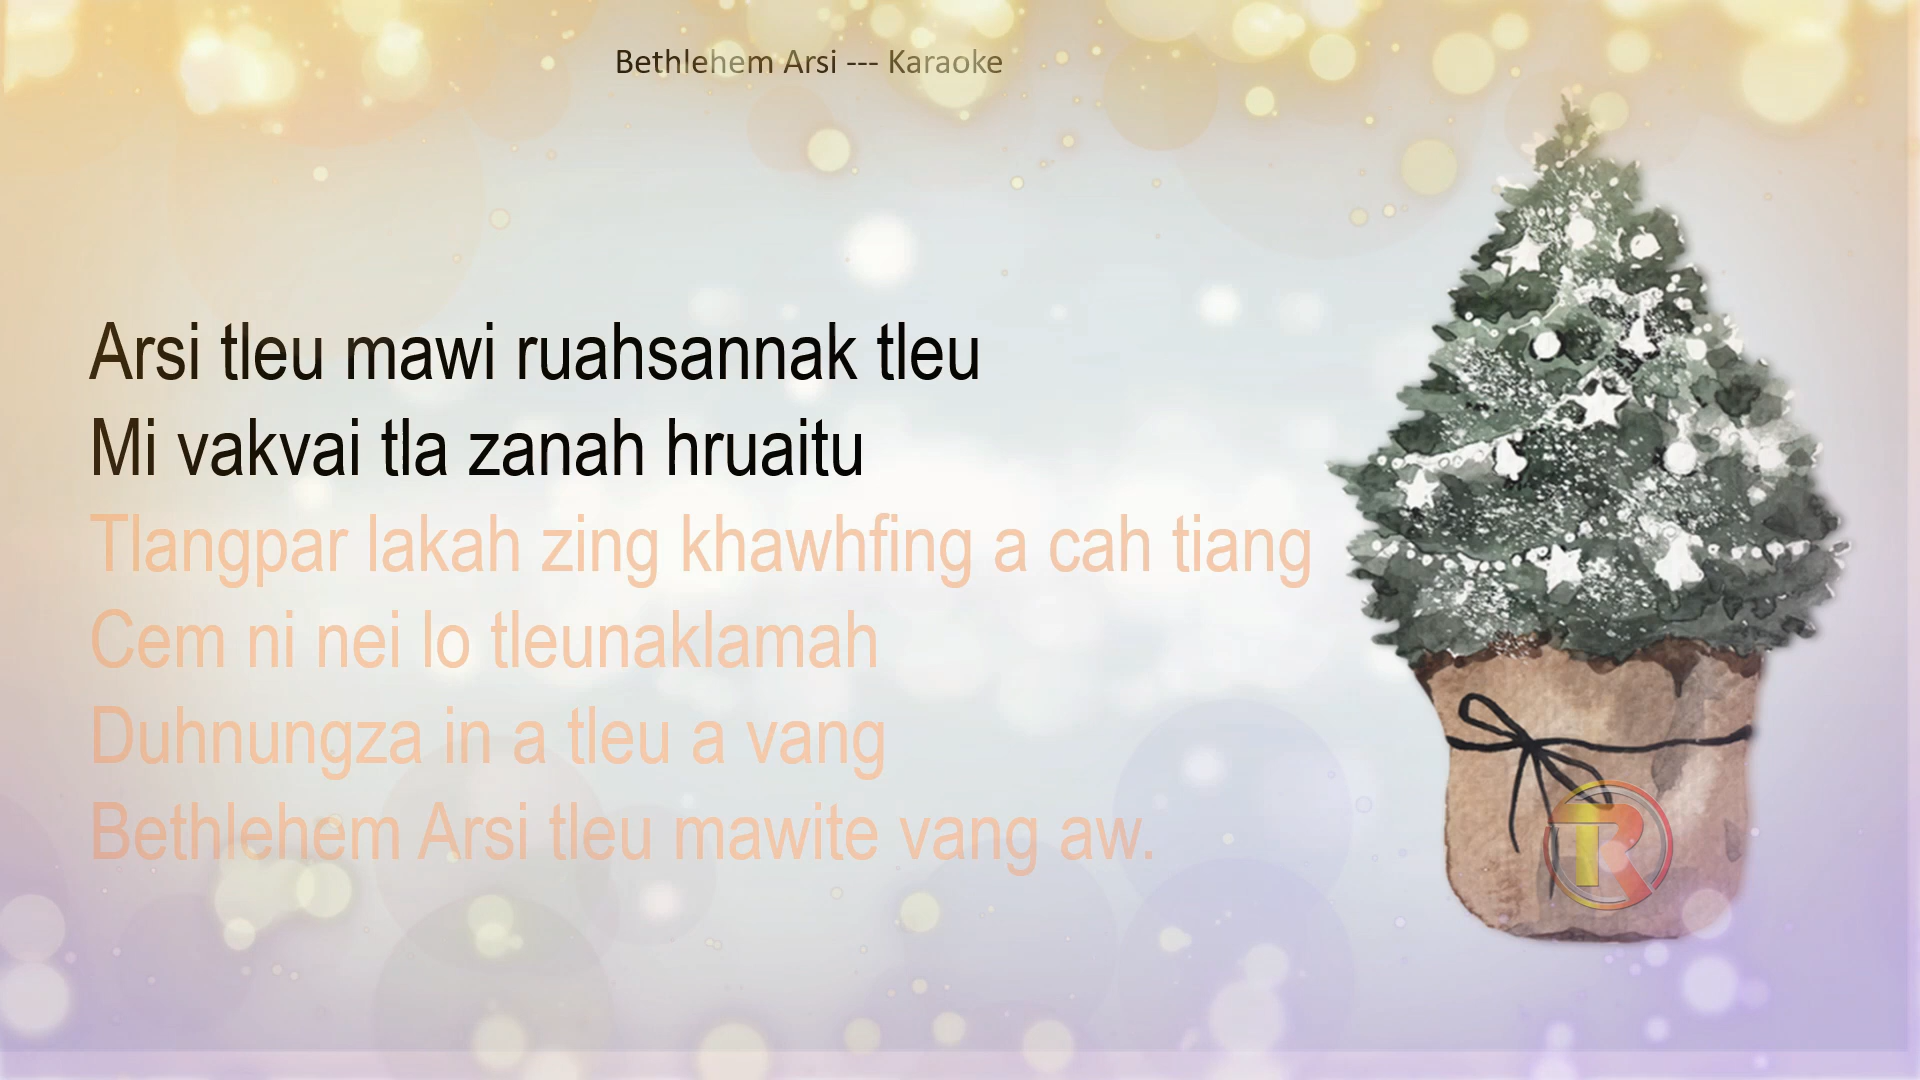 Bethlehem Arsi --- Karaoke
Arsi tleu mawi ruahsannak tleu
Mi vakvai tla zanah hruaitu
Tlangpar lakah zing khawhfing a cah tiang
Cem ni nei lo tleunaklamah
Duhnungza in a tleu a vang
Bethlehem Arsi tleu mawite vang aw.
TR